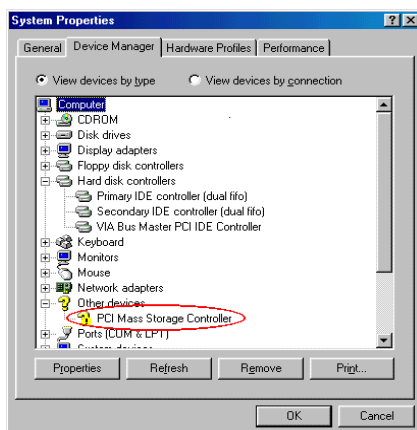 System Properties
General Device Manager Hardware Profiles Performance
View devices by type View devices by connection
Computer
CDROM
Disk drives
Display adapters
Floppy disk controllers
Hard disk controllers
Primary IDE controller (dual fifo)
Secondary IDE controller (dual fifo)
VIA Bus Master PCI IDE Controller
Keyboard
Monitors
Mouse
Network adapters
Other devices
PCI Mass Storage Controller
Ports (COM & LPT)
System devices
Properties Refresh Remove Print...
OK Cancel